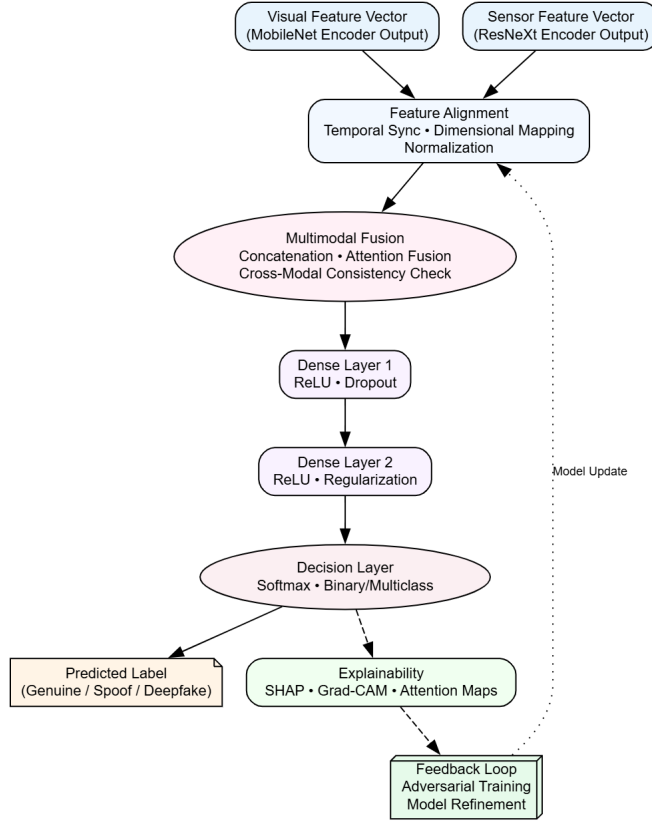 Visual Feature Vector
(MobileNet Encoder Output)
Sensor Feature Vector
(ResNeXt Encoder Output)
Feature Alignment
Temporal Sync • Dimensional Mapping
Normalization
Multimodal Fusion
Concatenation • Attention Fusion
Cross-Modal Consistency Check
Dense Layer 1
ReLU • Dropout
Dense Layer 2
ReLU • Regularization
Model Update
Decision Layer
Softmax • Binary/Multiclass
Predicted Label
(Genuine / Spoof / Deepfake)
Explainability
SHAP • Grad-CAM • Attention Maps
Feedback Loop
Adversarial Training
Model Refinement